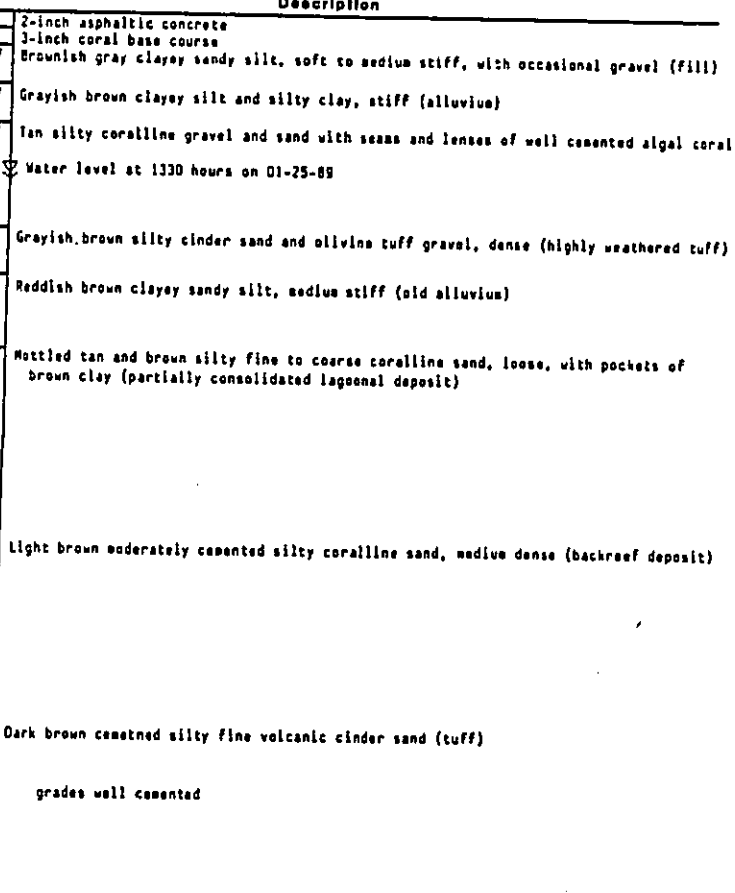 Description
2-inch asphaltic concrete
3-inch coral base course
Brownish gray clayey sandy silt, soft to medium stiff, with occasional gravel (fill)
Grayish brown clayey silt and silty clay, stiff (alluvium)
Tan silty coralline gravel and sand with seams and lenses of well cemented algal coral
Water level at 1330 hours on 01-25-89
Grayish brown silty cinder sand and olivine tuff gravel, dense (highly weathered tuff)
Reddish brown clayey sandy silt, medium stiff (old alluvium)
Mottled tan and brown silty fine to coarse coralline sand, loose, with pockets of
brown clay (partially consolidated lagoonal deposit)
Light brown moderately cemented silty coralline sand, medium dense (backreef deposit)
Dark brown cemetned silty fine volcanic cinder sand (tuff)
grades well cemented